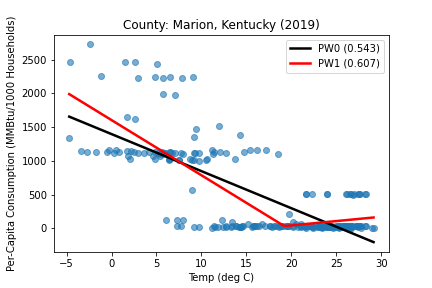 County: Marion, Kentucky (2019)
PW0 (0.543)
PW1 (0.607)
Per-Capita Consumption (MMBtu/1000 Households)
2500
2000
1500
1000
500
0
−5
0
5
10
15
20
25
30
Temp (deg C)